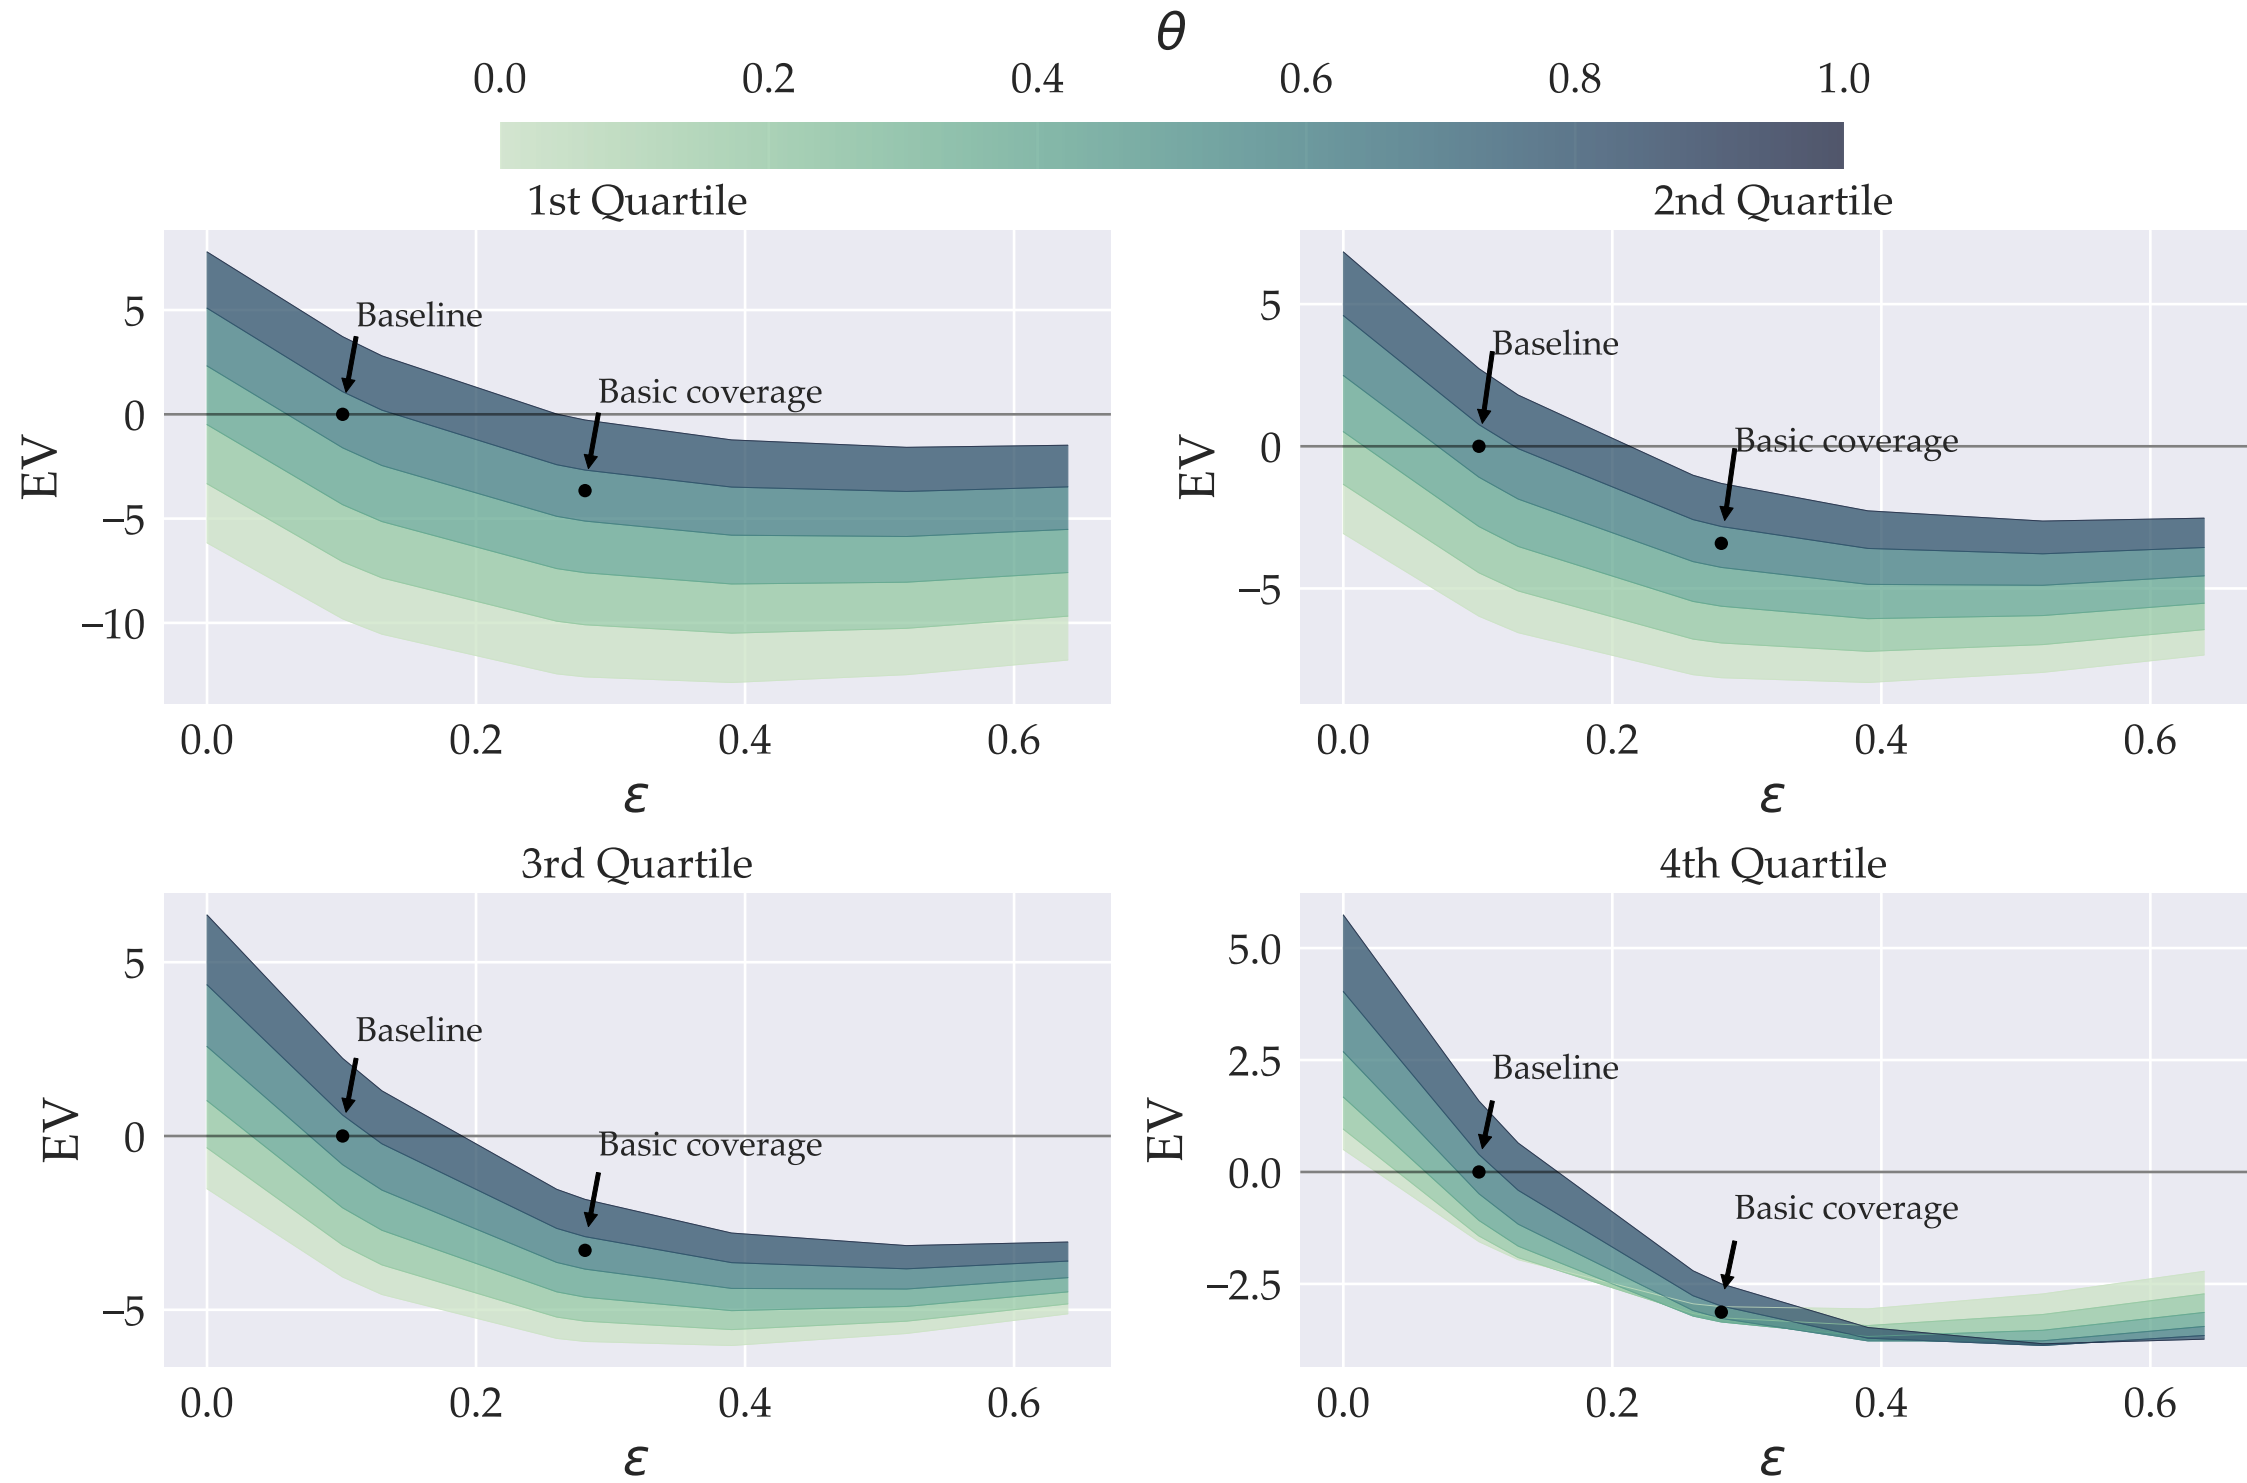 θ
0.0 0.2 0.4 0.6 0.8 1.0
1st Quartile
EV
5
0
−5
−10
Baseline
Basic coverage
0.0 0.2 0.4 0.6
ε
2nd Quartile
EV
5
0
−5
Baseline
Basic coverage
0.0 0.2 0.4 0.6
ε
3rd Quartile
EV
5
0
−5
Baseline
Basic coverage
0.0 0.2 0.4 0.6
ε
4th Quartile
EV
5.0
2.5
0.0
−2.5
Baseline
Basic coverage
0.0 0.2 0.4 0.6
ε